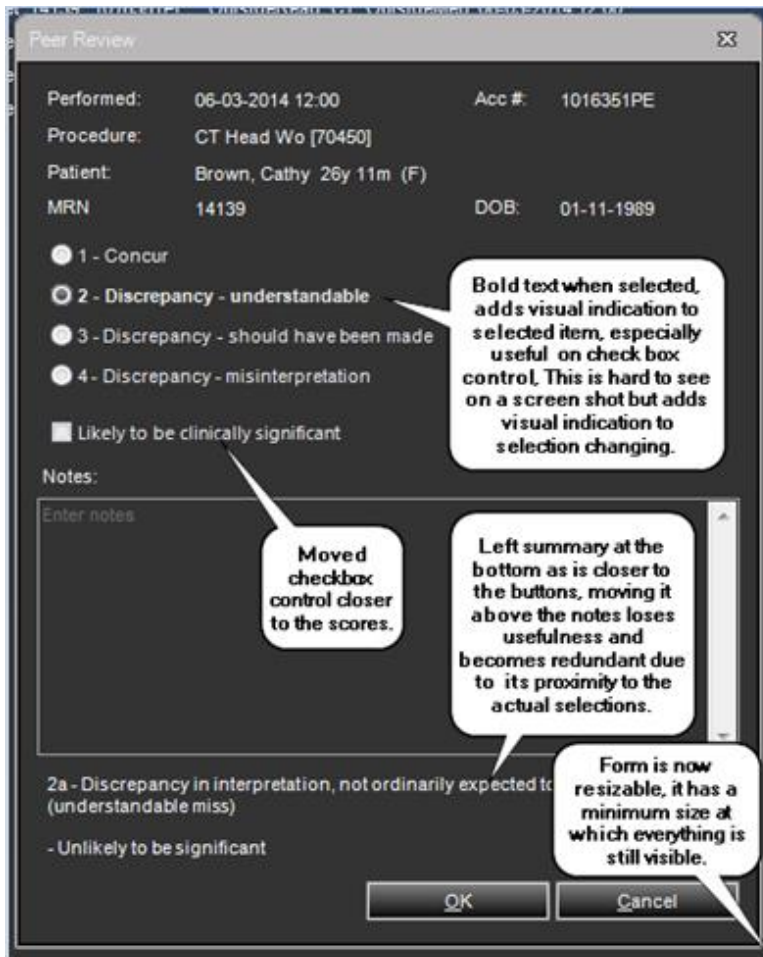 Peer Review
Performed: 06-03-2014 12:00 Acc #: 1016351PE
Procedure: CT Head Wo [70450]
Patient: Brown, Cathy 26y 11m (F)
MRN 14139 DOB: 01-11-1989
1 - Concur
2 - Discrepancy - understandable
3 - Discrepancy - should have been made
4 - Discrepancy - misinterpretation
Likely to be clinically significant
Bold text when selected,
adds visual indication to
selected item, especially
useful on check box
control, This is hard to see
on a screen shot but adds
visual indication to
selection changing.
Notes:
Enter notes
Moved
checkbox
control closer
to the scores.
Left summary at the
bottom as is closer to
the buttons, moving it
above the notes loses
usefulness and
becomes redundant due
to its proximity to the
actual selections.
2a - Discrepancy in interpretation, not ordinarily expected to
(understandable miss)
- Unlikely to be significant
Form is now
resizable, it has a
minimum size at
which everything is
still visible.
OK Cancel